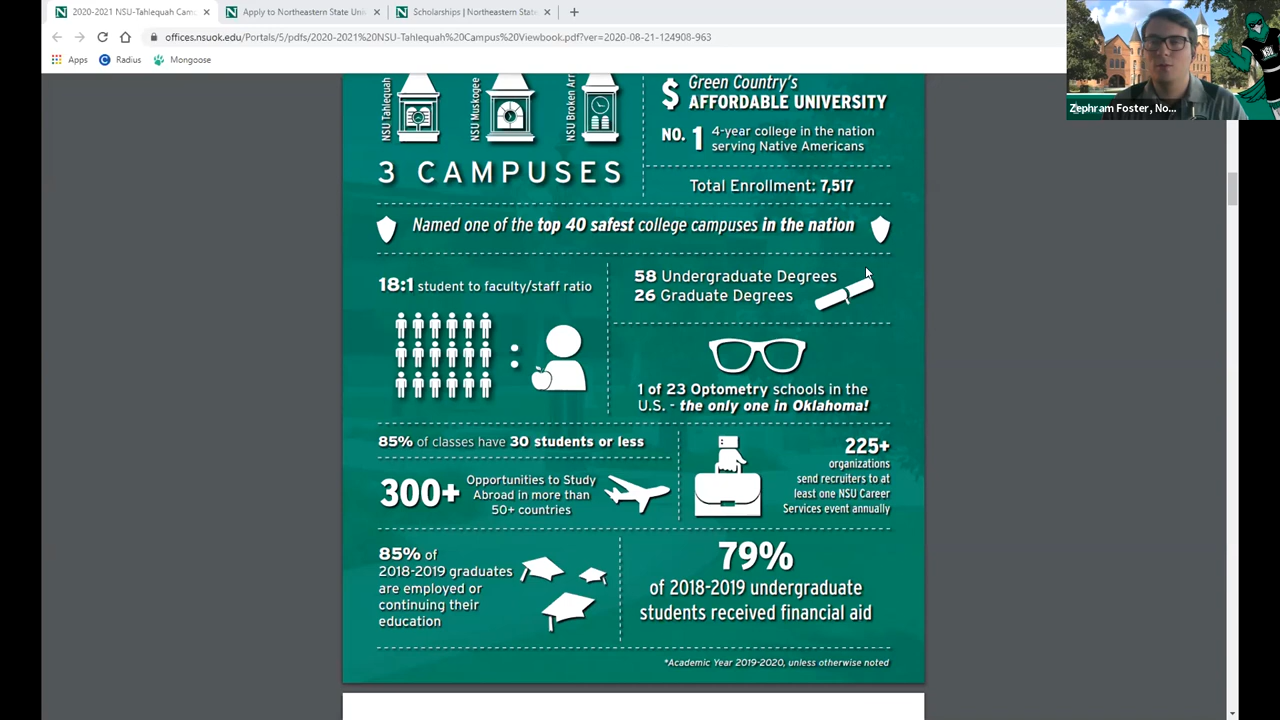 2020-2021 NSU-Tahlequah Cam
Apply to Northeastern State Uni
Scholarships | Northeastern Stat
offices.nsuok.edu/Portals/5/pdfs/2020-2021%20NSU-Tahlequah%20Campus%20Viewbook.pdf?ver=2020-08-21-124908-963
Apps
Radius
Mongoose
Zephram Foster, No...
NSU Tahlequah
NSU Muskogee
NSU Broken Arr
3 CAMPUSES
$ Green Country's
AFFORDABLE UNIVERSITY
NO. 1 4-year college in the nation
serving Native Americans
Total Enrollment: 7,517
Named one of the top 40 safest college campuses in the nation
18:1 student to faculty/staff ratio
:
58 Undergraduate Degrees
26 Graduate Degrees
1 of 23 Optometry schools in the
U.S. - the only one in Oklahoma!
85% of classes have 30 students or less
300+ Opportunities to Study
Abroad in more than
50+ countries
225+
organizations
send recruiters to at
least one NSU Career
Services event annually
85% of
2018-2019 graduates
are employed or
continuing their
education
79%
of 2018-2019 undergraduate
students received financial aid
*Academic Year 2019-2020, unless otherwise noted